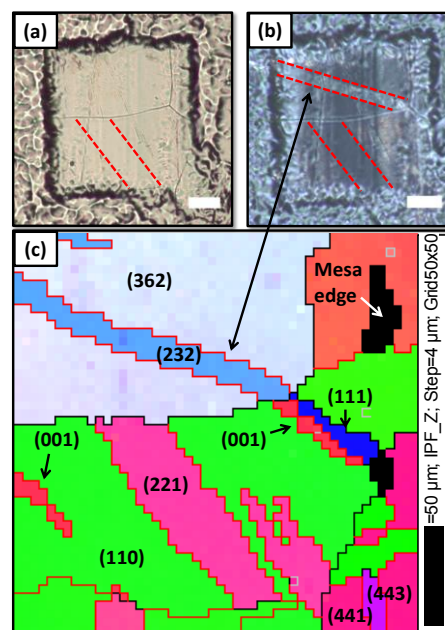 (a)
(b)
(c)
(362)
Mesa
edge
(232)
(111)
(001)
(001)
(221)
(110)
(443)
(441)
=50 μm; IPF_Z; Step=4 μm; Grid50x50